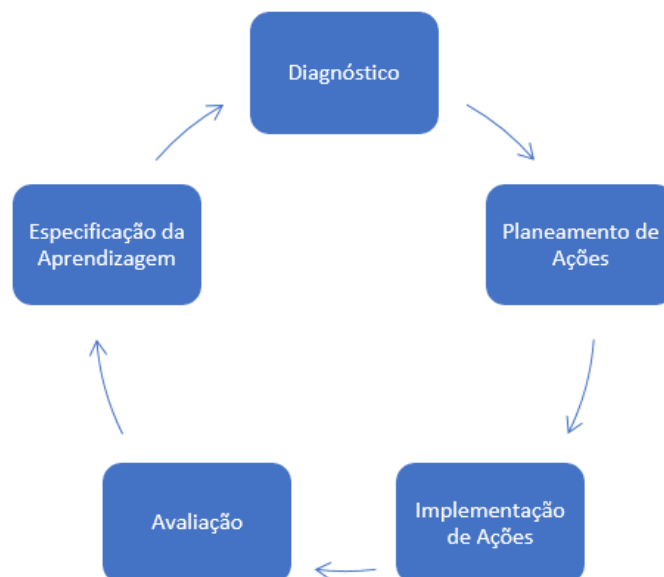 Diagnóstico
Planeamento de
Ações
Implementação
de Ações
Avaliação
Especificação da
Aprendizagem